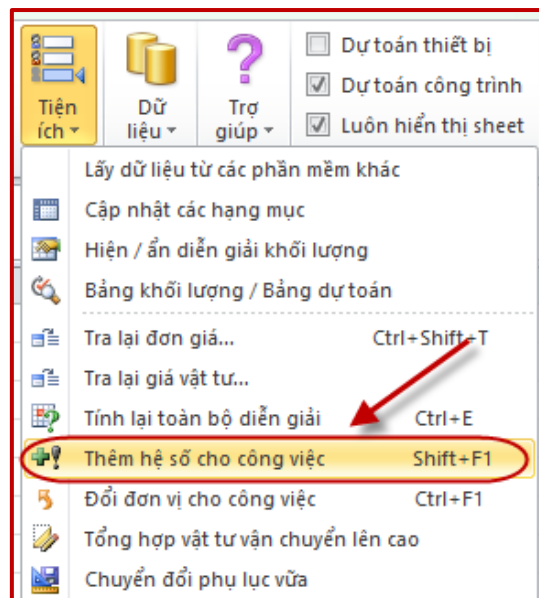 Tiện
ích
Dữ
liệu
Trợ
giúp
Dự toán thiết bị
Dự toán công trình
Luôn hiển thị sheet
Lấy dữ liệu từ các phần mềm khác
Cập nhật các hạng mục
Hiện / ẩn diễn giải khối lượng
Bảng khối lượng / Bảng dự toán
Tra lại đơn giá... Ctrl+Shift+T
Tra lại giá vật tư...
Tính lại toàn bộ diễn giải Ctrl+E
Thêm hệ số cho công việc Shift+F1
Đổi đơn vị cho công việc Ctrl+F1
Tổng hợp vật tư vận chuyển lên cao
Chuyển đổi phụ lục vữa